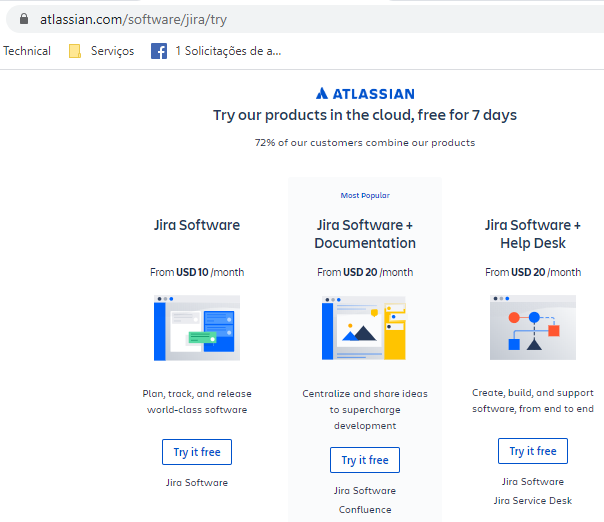 atlassian.com/software/jira/try
Technical Serviços 1 Solicitações de a...
ATLASSIAN
Try our products in the cloud, free for 7 days
72% of our customers combine our products
Most Popular
Jira Software
Jira Software +
Documentation
Jira Software +
Help Desk
From USD 10 /month
From USD 20 /month
From USD 20 /month
Plan, track, and release
world-class software
Centralize and share ideas
to supercharge
development
Create, build, and support
software, from end to end
Try it free
Try it free
Try it free
Jira Software
Jira Software
Confluence
Jira Software
Jira Service Desk